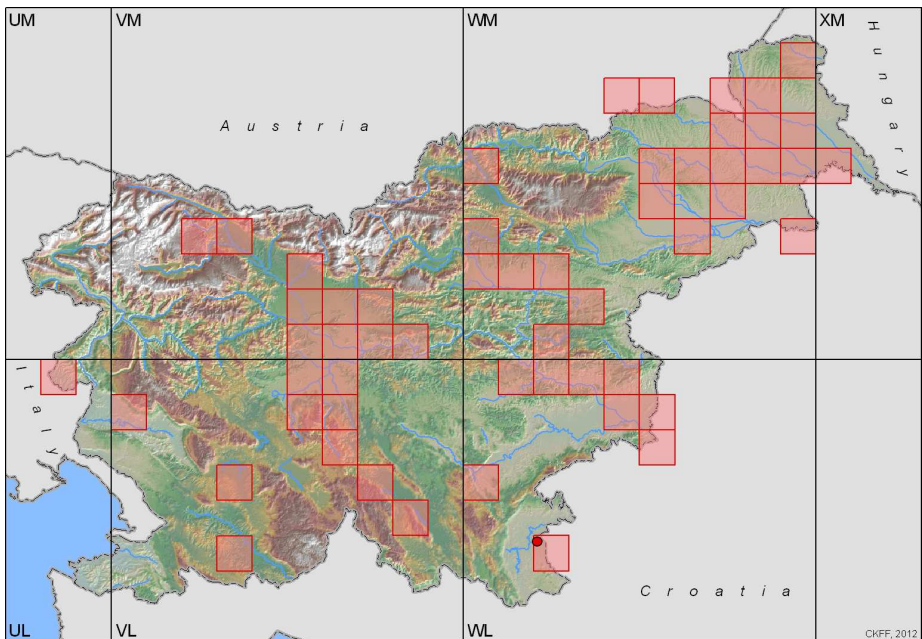 UM VM WM XM
Hungary
Austria
Italy
Croatia
UL VL WL
CKFF, 2012